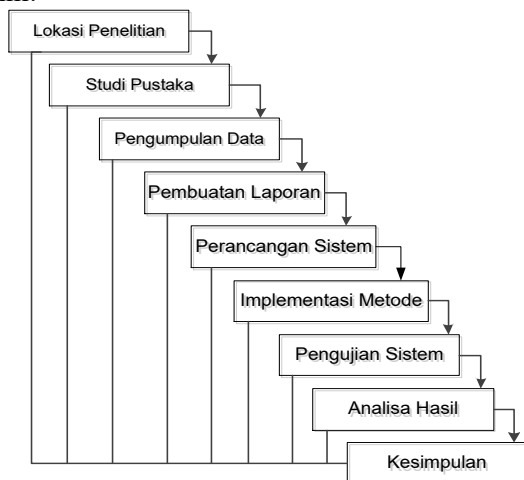 Lokasi Penelitian
Studi Pustaka
Pengumpulan Data
Pembuatan Laporan
Perancangan Sistem
Implementasi Metode
Pengujian Sistem
Analisa Hasil
Kesimpulan